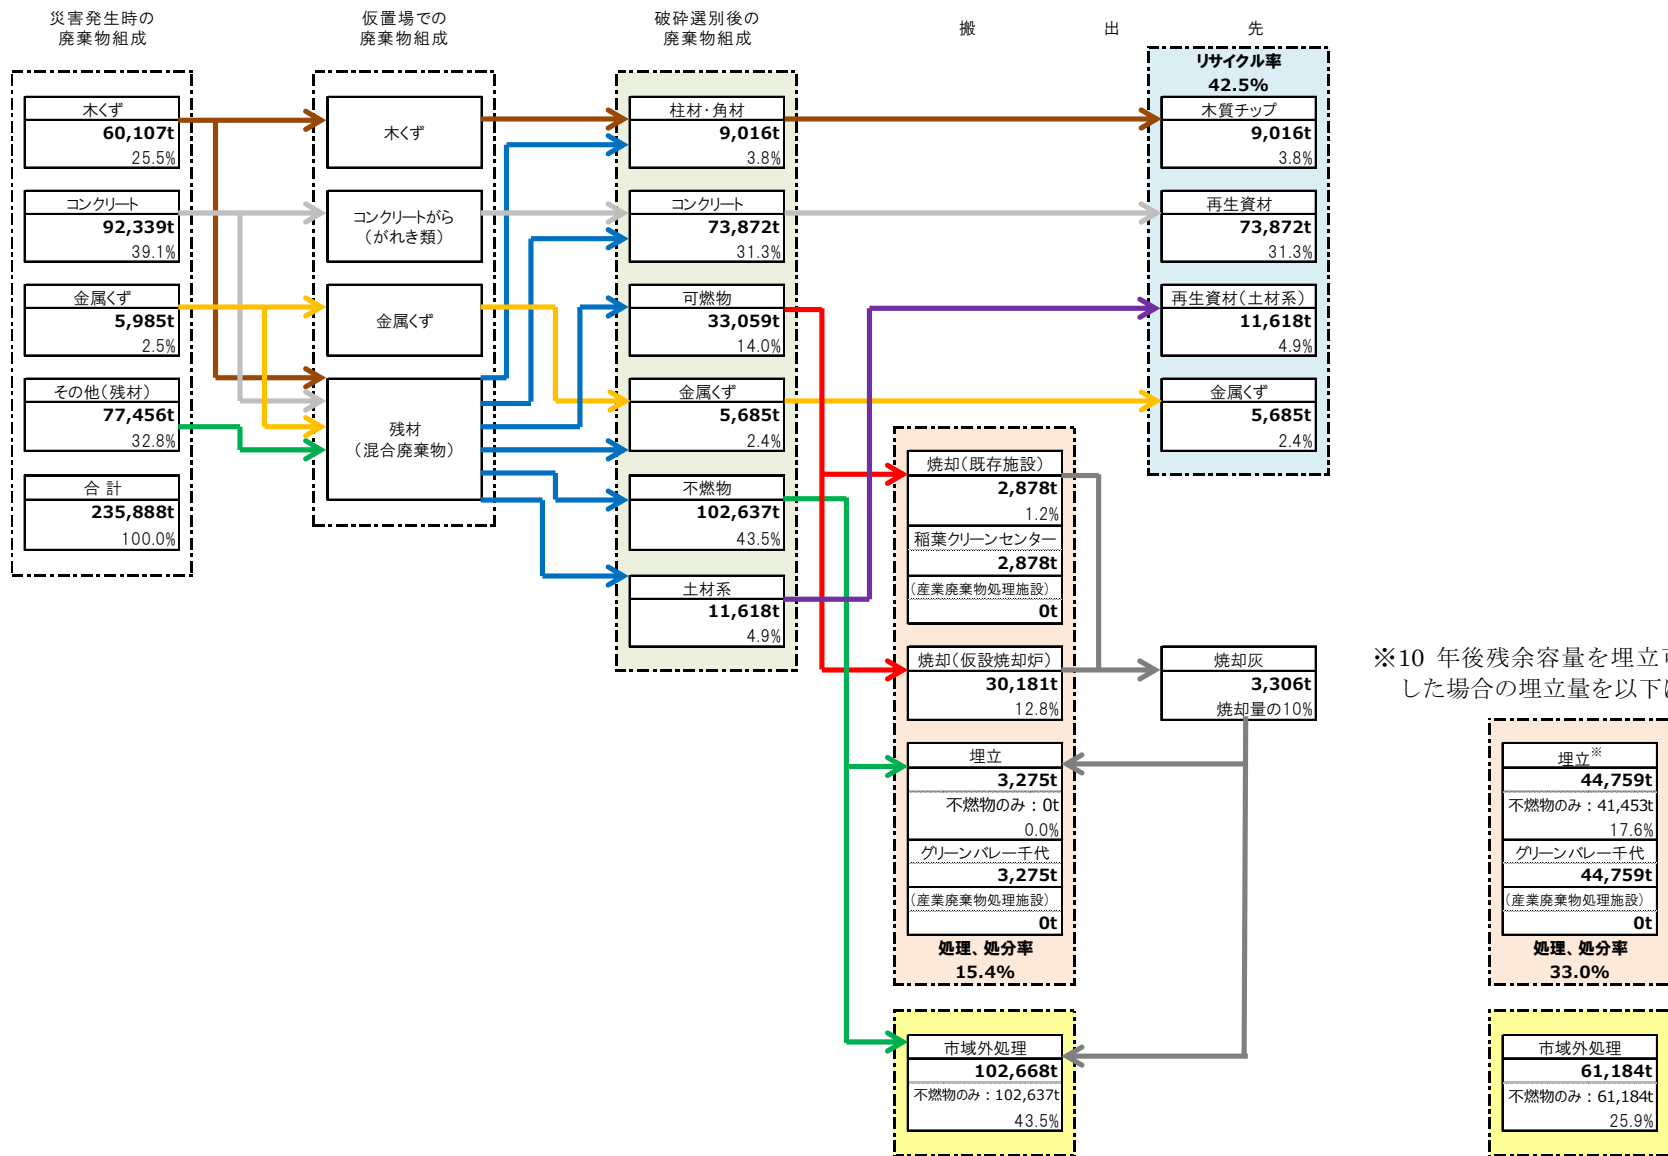 災害発生時の
廃棄物組成
仮置場での
廃棄物組成
破砕選別後の
廃棄物組成
搬 出 先
木くず
60,107t
25.5%
コンクリート
92,339t
39.1%
金属くず
5,985t
2.5%
その他(残材)
77,456t
32.8%
合 計
235,888t
100.0%
木くず
コンクリートがら
(がれき類)
金属くず
残材
(混合廃棄物)
柱材・角材
9,016t
3.8%
コンクリート
73,872t
31.3%
可燃物
33,059t
14.0%
金属くず
5,685t
2.4%
不燃物
102,637t
43.5%
土材系
11,618t
4.9%
リサイクル率
42.5%
木質チップ
9,016t
3.8%
再生資材
73,872t
31.3%
再生資材(土材系)
11,618t
4.9%
金属くず
5,685t
2.4%
焼却(既存施設)
2,878t
1.2%
稲葉クリーンセンター
2,878t
(産業廃棄物処理施設)
0t
焼却(仮設焼却炉)
30,181t
12.8%
焼却灰
3,306t
焼却量の10%
埋立
3,275t
不燃物のみ:0t
0.0%
グリーンバレー千代
3,275t
(産業廃棄物処理施設)
0t
処理、処分率
15.4%
市域外処理
102,668t
不燃物のみ:102,637t
43.5%
※10 年後残余容量を埋立
した場合の埋立量を以下
埋立※
44,759t
不燃物のみ:41,453t
17.6%
グリーンバレー千代
44,759t
(産業廃棄物処理施設)
0t
処理、処分率
33.0%
市域外処理
61,184t
不燃物のみ:61,184t
25.9%